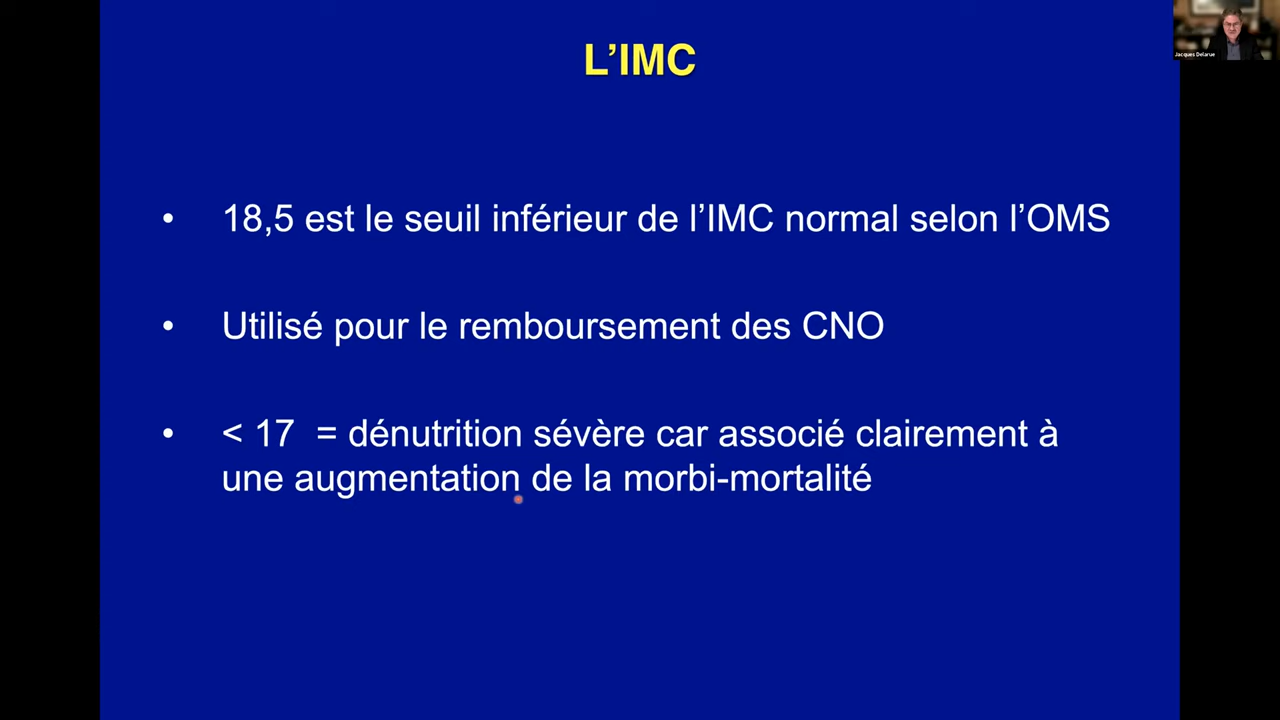 L’IMC
Jacques Delarue
• 18,5 est le seuil inférieur de l’IMC normal selon l’OMS
• Utilisé pour le remboursement des CNO
• < 17 = dénutrition sévère car associé clairement à
une augmentation de la morbi-mortalité